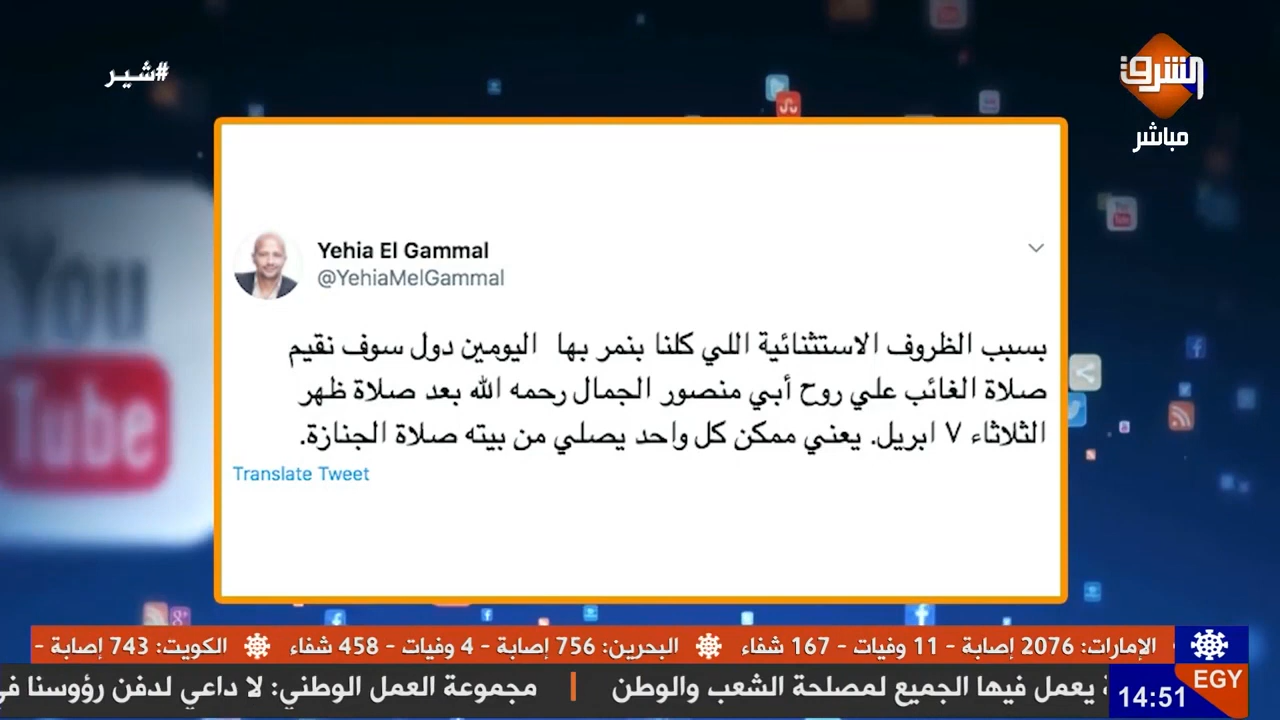 #شير
الشرق
مباشر
You
Tube
Yehia El Gammal
@YehiaMelGammal
بسبب الظروف الاستثنائية اللي كلنا بنمر بها اليومين دول سوف نقيم
صلاة الغائب علي روح أبي منصور الجمال رحمه الله بعد صلاة ظهر
الثلاثاء ٧ ابريل. يعني ممكن كل واحد يصلي من بيته صلاة الجنازة.
Translate Tweet
الإمارات: 2076 إصابة - 11 وفيات - 167 شفاء البحرين: 756 إصابة - 4 وفيات - 458 شفاء الكويت: 743 إصابة -
يعمل فيها الجميع لمصلحة الشعب والوطن | مجموعة العمل الوطني: لا داعي لدفن رؤوسنا في
EGY
14:51